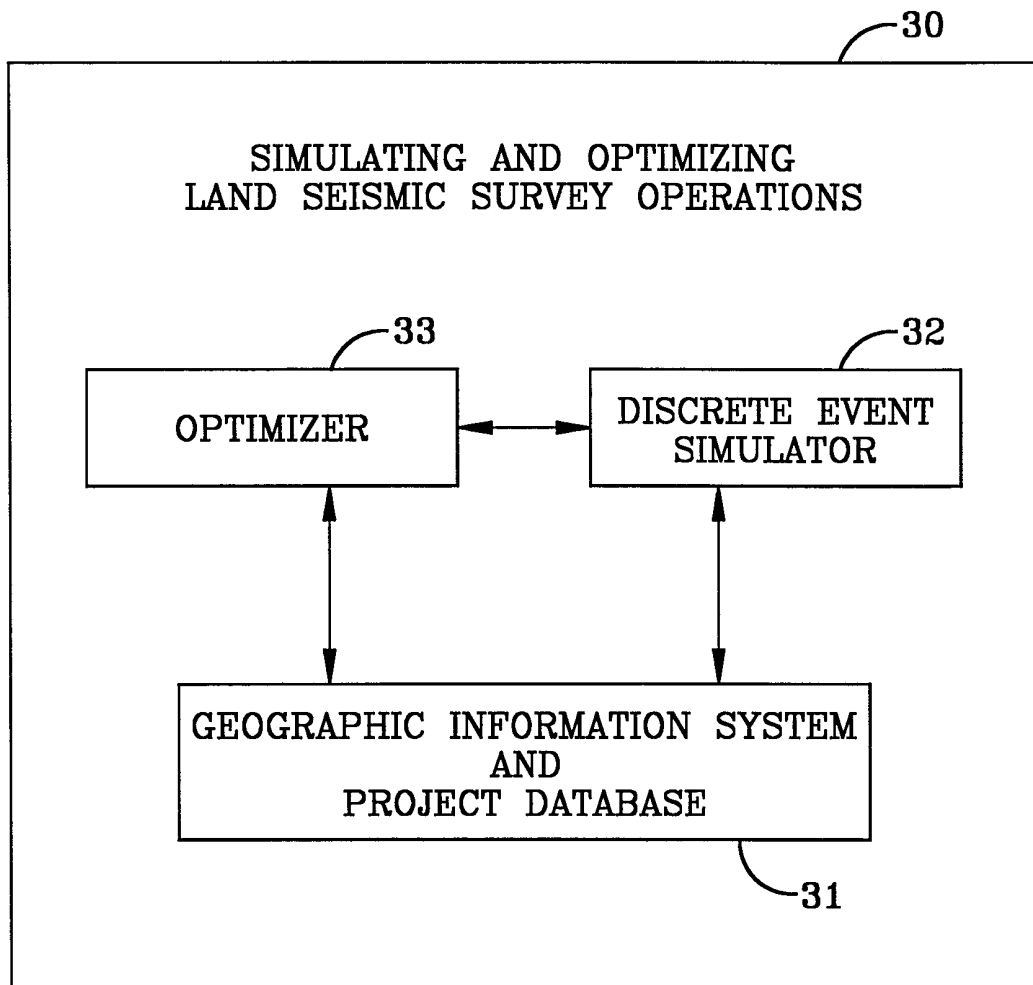 30
SIMULATING AND OPTIMIZING
LAND SEISMIC SURVEY OPERATIONS
33
32
OPTIMIZER
DISCRETE EVENT
SIMULATOR
GEOGRAPHIC INFORMATION SYSTEM
AND
PROJECT DATABASE
31